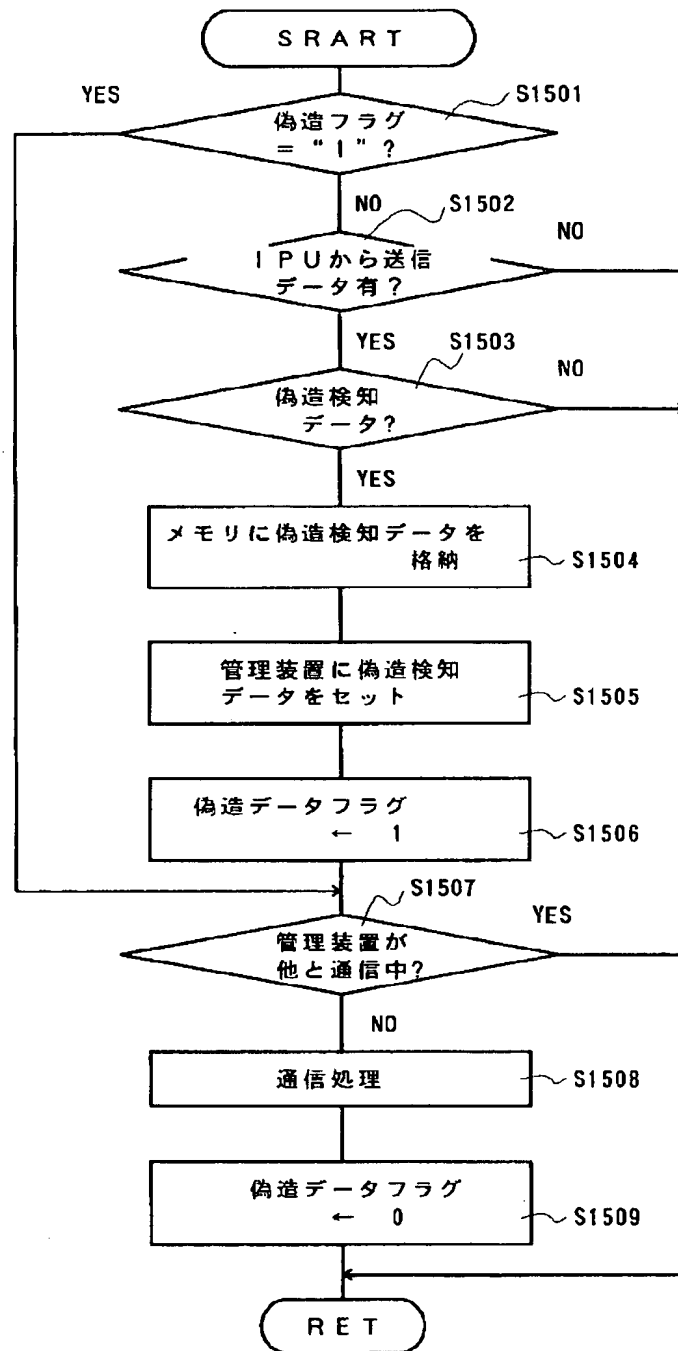 SRART
YES
S1501
偽造フラグ
= “1” ?
NO
S1502
NO
IPUから送信
データ有?
YES
S1503
NO
偽造検知
データ?
YES
メモリに偽造検知データを
格納
S1504
管理装置に偽造検知
データをセット
S1505
偽造データフラグ
← 1
S1506
S1507
YES
管理装置が
他と通信中?
NO
通信処理
S1508
偽造データフラグ
← 0
S1509
RET